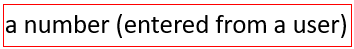 a number (entered from a user)